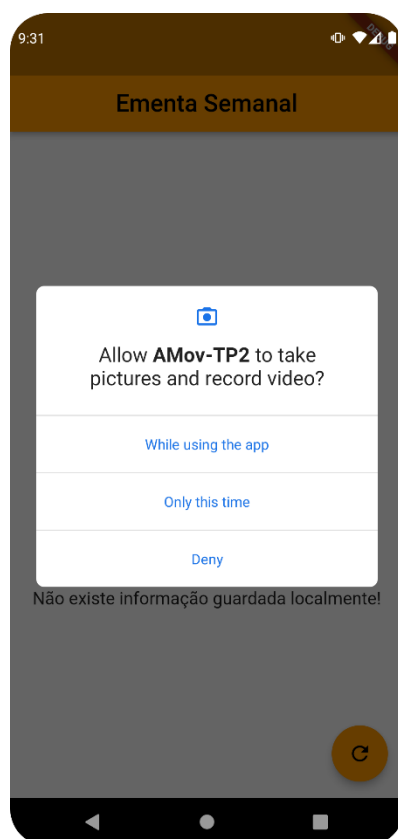 9:31
DEBUG
Ementa Semanal
Allow AMov-TP2 to take
pictures and record video?
While using the app
Only this time
Deny
Não existe informação guardada localmente!